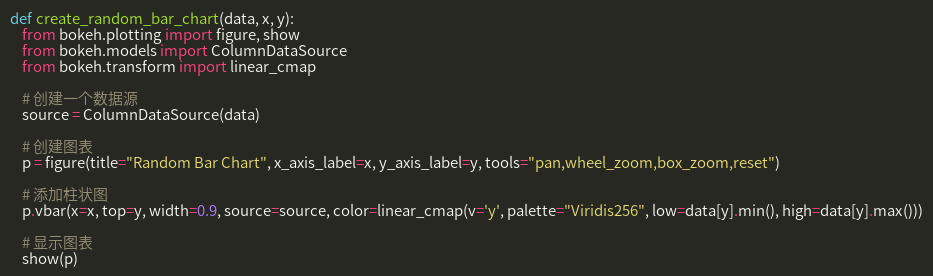 def create_random_bar_chart(data, x, y):
    from bokeh.plotting import figure, show
    from bokeh.models import ColumnDataSource
    from bokeh.transform import linear_cmap

    # 创建一个数据源
    source = ColumnDataSource(data)

    # 创建图表
    p = figure(title="Random Bar Chart", x_axis_label=x, y_axis_label=y, tools="pan,wheel_zoom,box_zoom,reset")

    # 添加柱状图
    p.vbar(x=x, top=y, width=0.9, source=source, color=linear_cmap(v='y', palette="Viridis256", low=data[y].min(), high=data[y].max()))

    # 显示图表
    show(p)